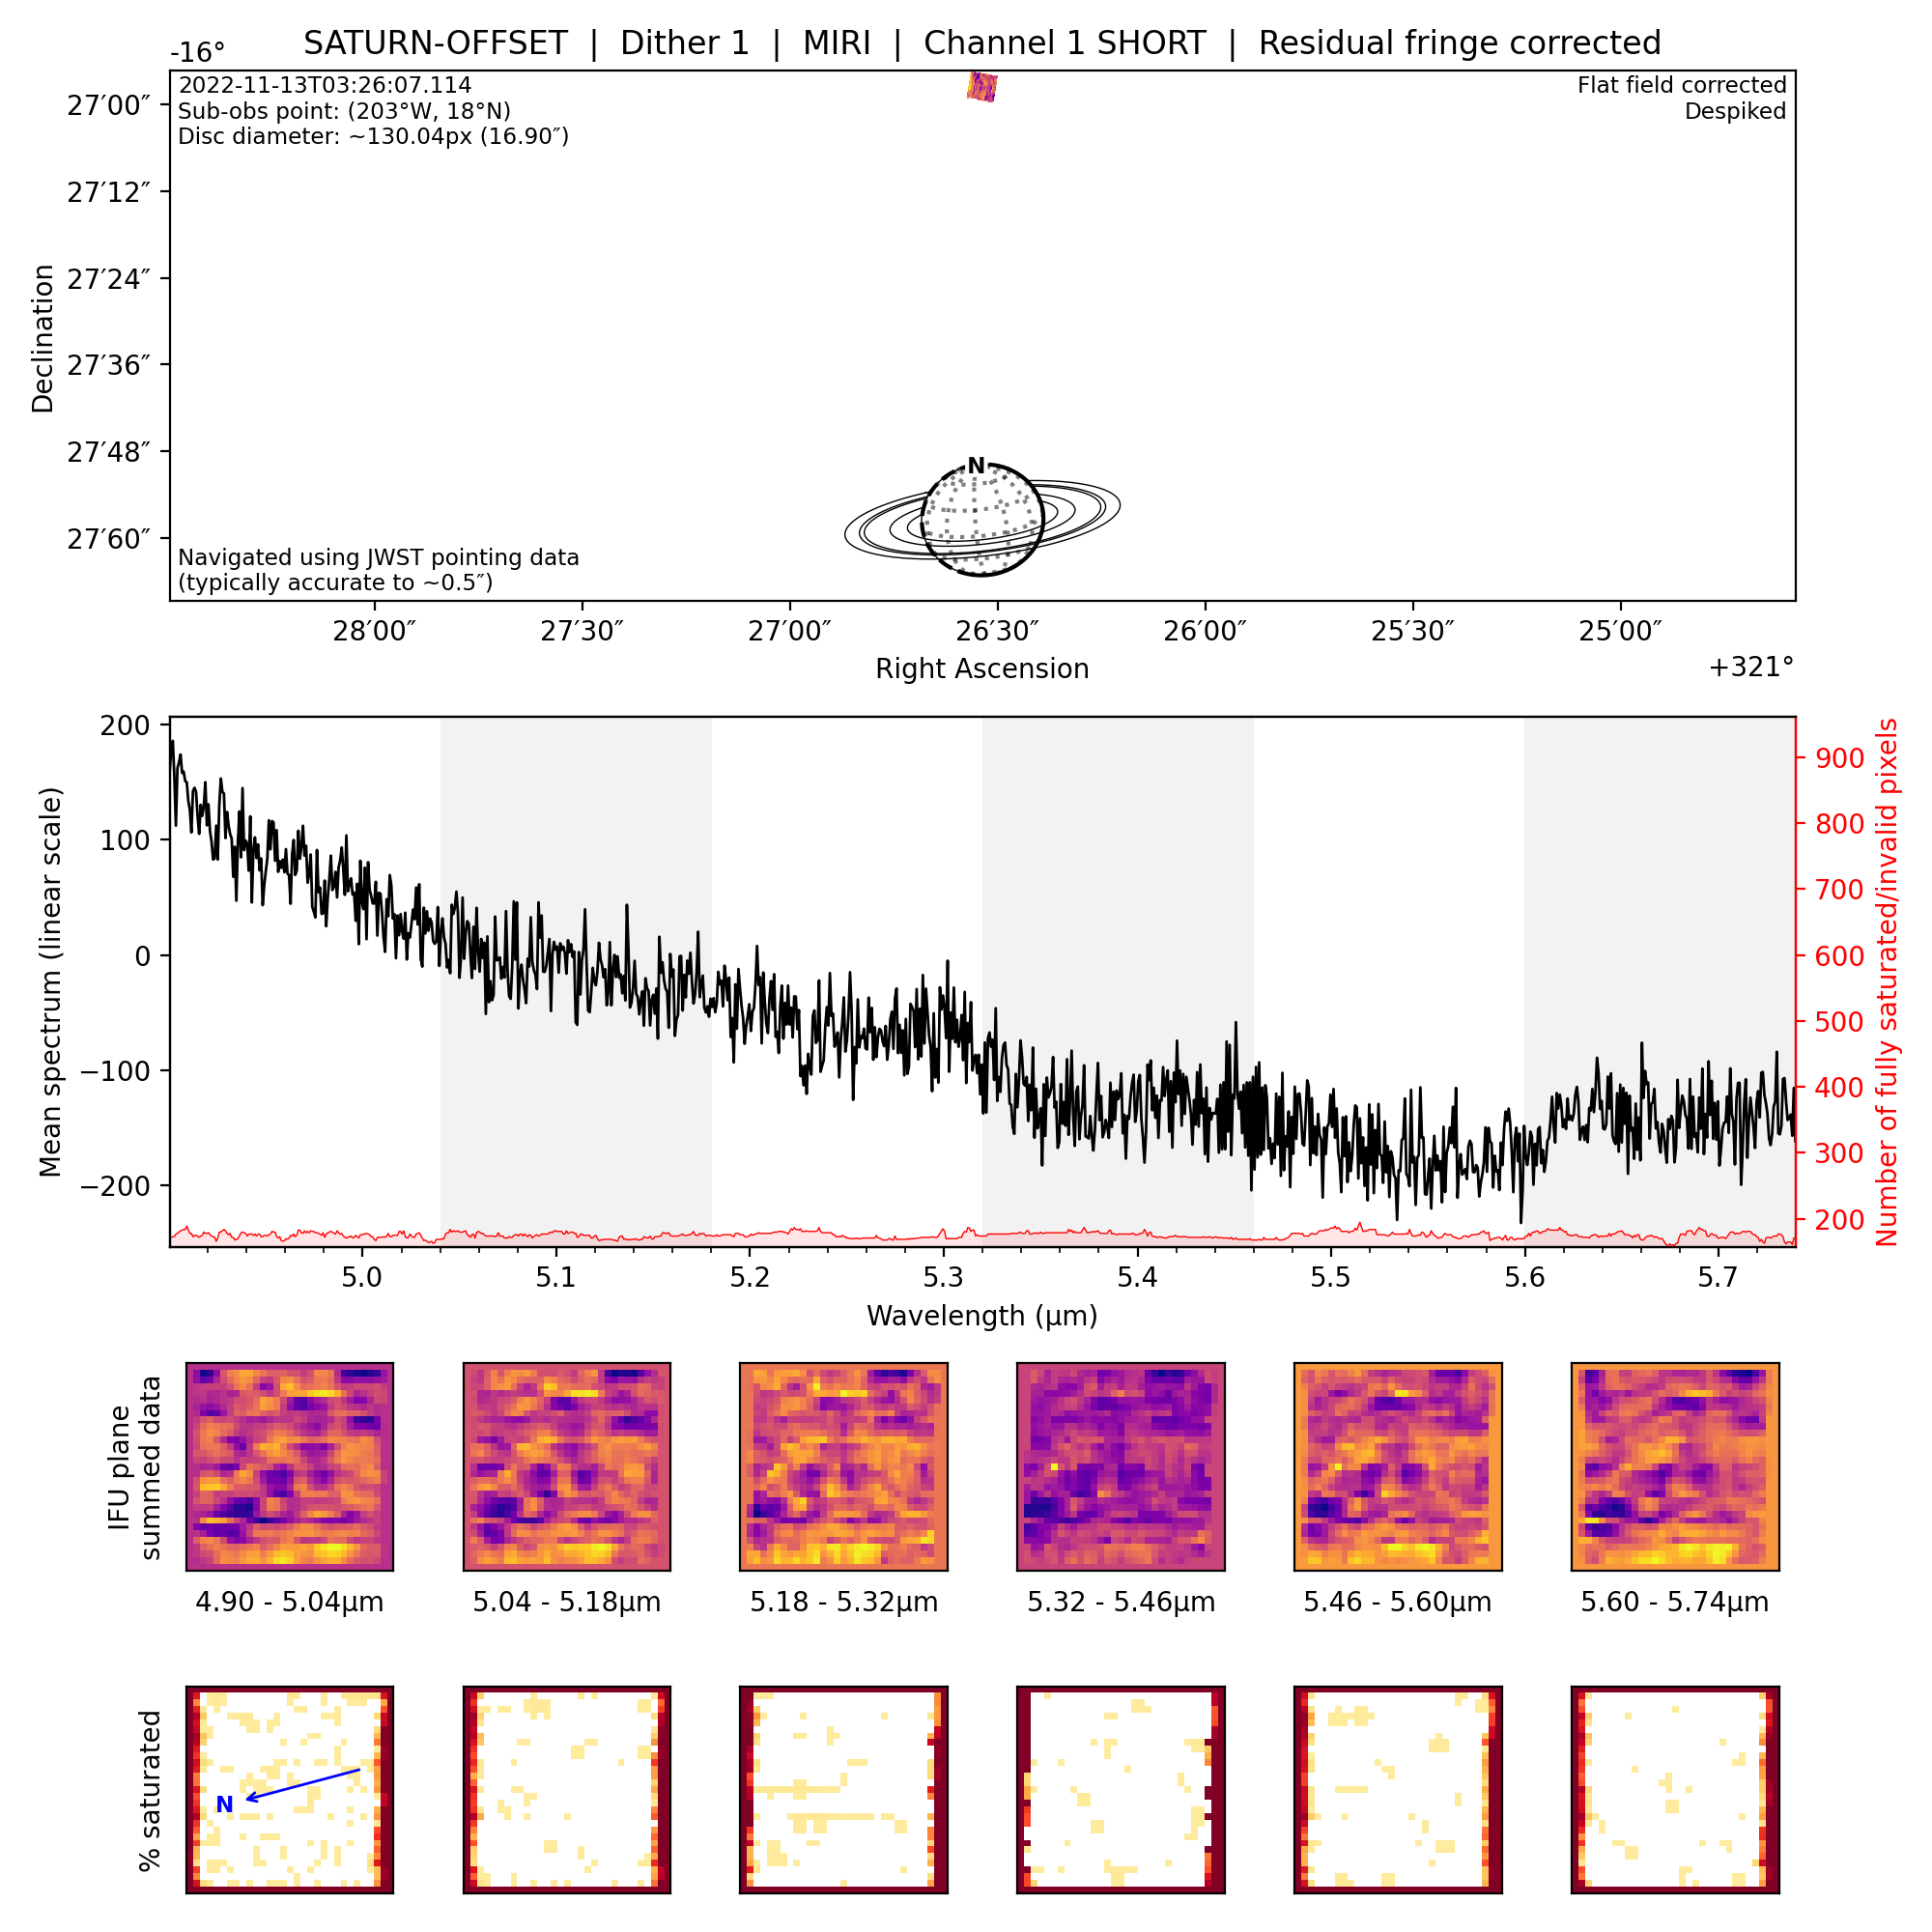 SATURN-OFFSET | Dither 1 | MIRI | Channel 1 SHORT | Residual fringe corrected
-16°
2022-11-13T03:26:07.114
Sub-obs point: (203°W, 18°N)
Disc diameter: ~130.04px (16.90″)
Flat field corrected
Despiked
27′00″
27′12″
27′24″
27′36″
27′48″
27′60″
Declination
N
Navigated using JWST pointing data
(typically accurate to ~0.5″)
28′00″ 27′30″ 27′00″ 26′30″ 26′00″ 25′30″ 25′00″
Right Ascension
+321°
200
100
0
−100
−200
Mean spectrum (linear scale)
900
800
700
600
500
400
300
200
Number of fully saturated/invalid pixels
5.0 5.1 5.2 5.3 5.4 5.5 5.6 5.7
Wavelength (µm)
IFU plane
summed data
4.90 - 5.04µm 5.04 - 5.18µm 5.18 - 5.32µm 5.32 - 5.46µm 5.46 - 5.60µm 5.60 - 5.74µm
% saturated
N